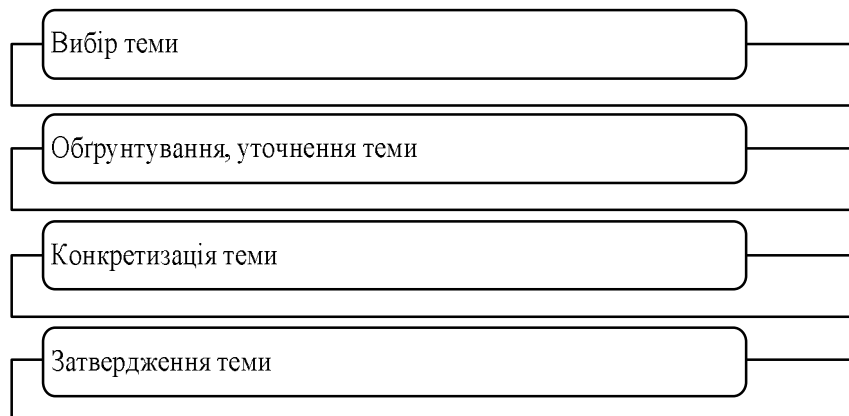 Вибір теми
Обґрунтування, уточнення теми
Конкретизація теми
Затвердження теми